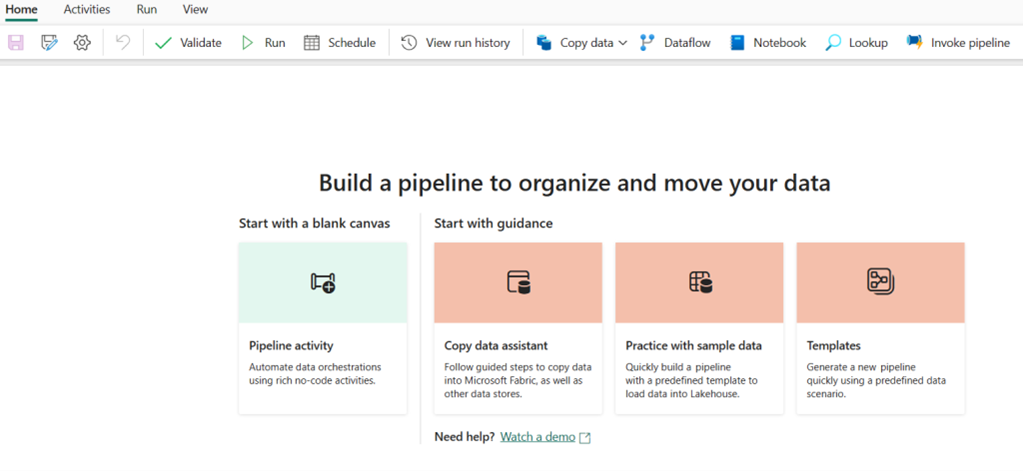 Home Activities Run View
Validate Run Schedule View run history Copy data Dataflow Notebook Lookup Invoke pipeline
Build a pipeline to organize and move your data
Start with a blank canvas
Start with guidance
Pipeline activity
Automate data orchestrations
using rich no-code activities.
Copy data assistant
Follow guided steps to copy data
into Microsoft Fabric, as well as
other data stores.
Practice with sample data
Quickly build a pipeline
with a predefined template to
load data into Lakehouse.
Templates
Generate a new pipeline
quickly using a predefined data
scenario.
Need help? Watch a demo